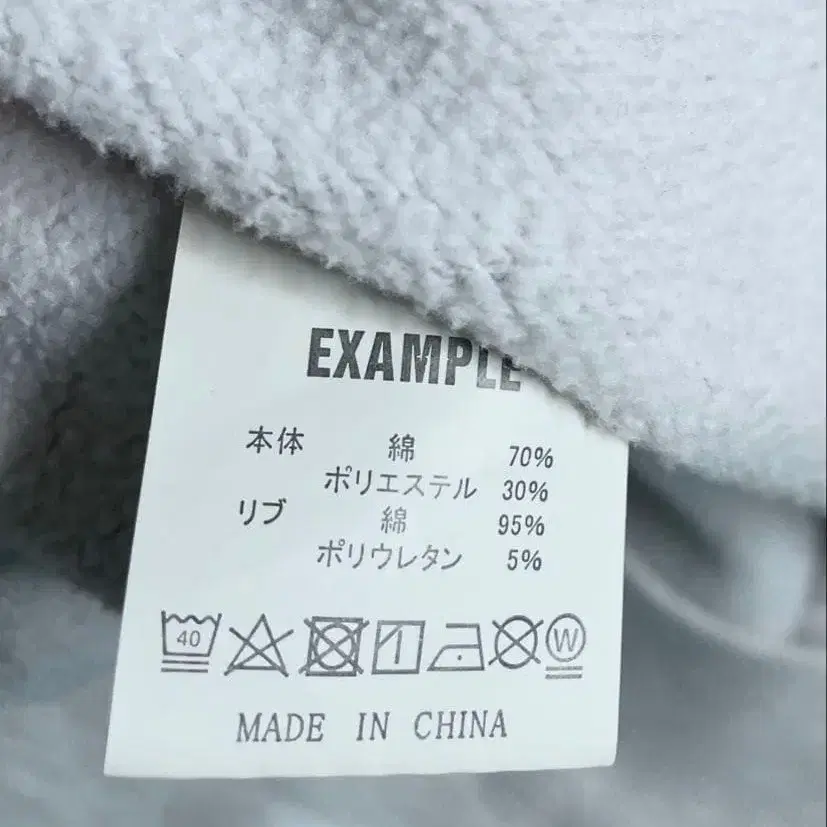 EXAMPLE
本体 綿 70%
ポリエステル 30%
リブ 綿 95%
ポリウレタン 5%
40 W
MADE IN CHINA